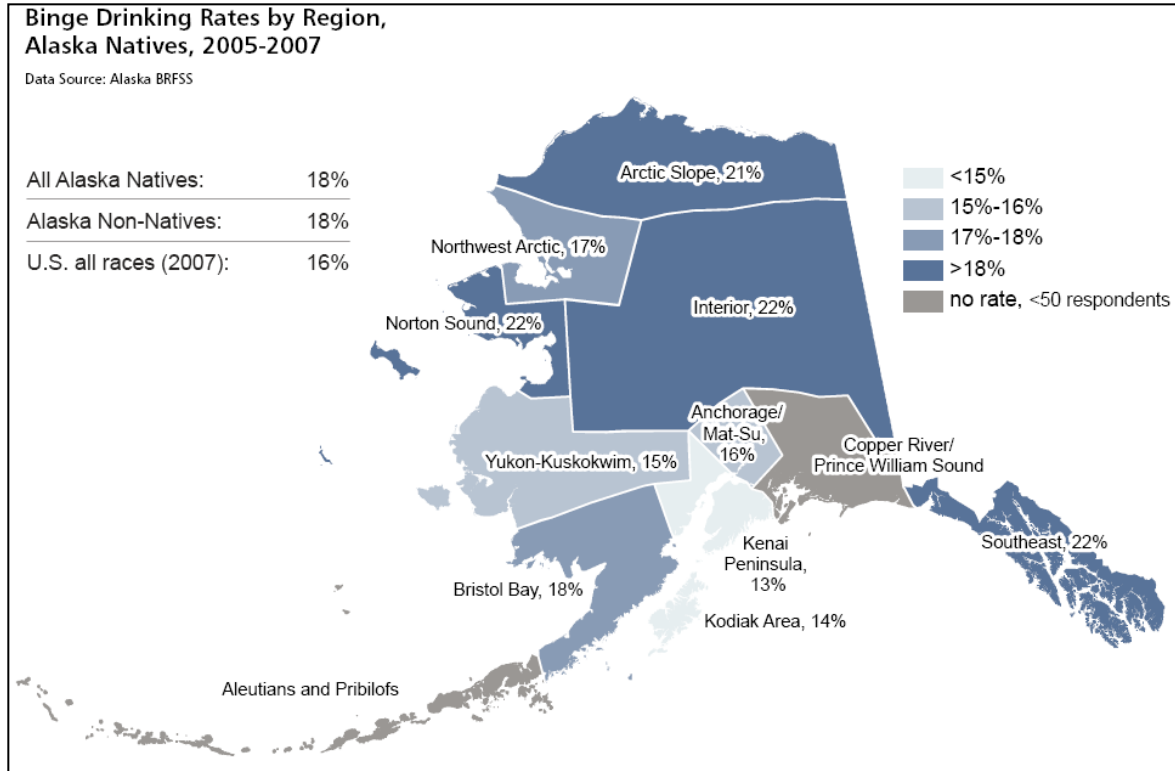 Binge Drinking Rates by Region,
Alaska Natives, 2005-2007
Data Source: Alaska BRFSS
All Alaska Natives: 18%
Alaska Non-Natives: 18%
U.S. all races (2007): 16%
<15%
15%-16%
17%-18%
>18%
no rate, <50 respondents
Arctic Slope, 21%
Northwest Arctic, 17%
Norton Sound, 22%
Interior, 22%
Anchorage/
Mat-Su,
16%
Copper River/
Prince William Sound
Yukon-Kuskokwim, 15%
Southeast, 22%
Kenai
Peninsula,
13%
Bristol Bay, 18%
Kodiak Area, 14%
Aleutians and Pribilofs